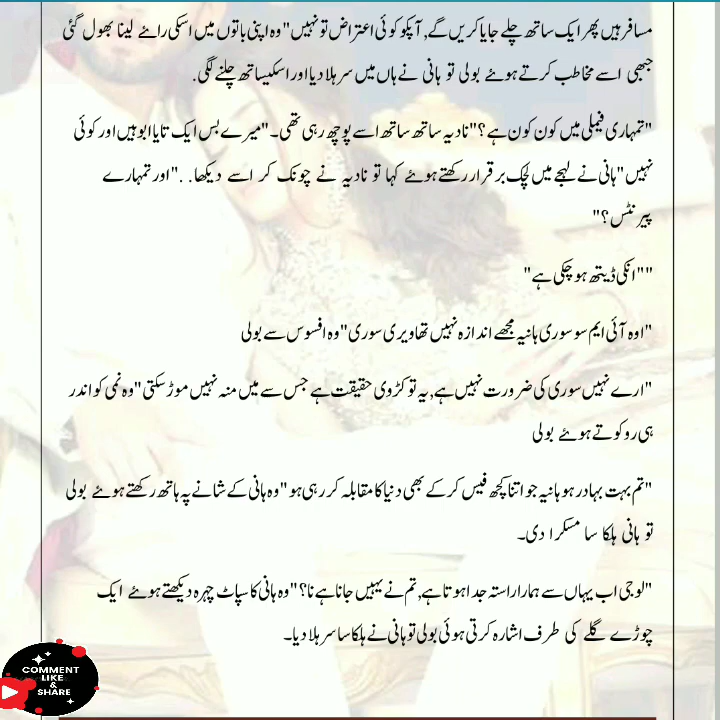 مسافر ہیں پھر ایک ساتھ چلے جایا کریں گے, آپکو کوئی اعتراض تو نہیں "وہ اپنی باتوں میں اسکی رائے لینا بھول گئی
جبھی اسے مخاطب کرتے ہوئے بولی تو ہانی نے ہاں میں سر ہلا دیا اور اسکیساتھ چلنے لگی.
"تمہاری فیملی میں کون کون ہے؟" نادیہ ساتھ ساتھ اسے پوچھ رہی تھی۔ "میرے بس ایک تایا ابو ہیں اور کوئی
نہیں "ہانی نے لہجے میں لچک برقرار رکھتے ہوئے کہا تو نادیہ نے چونک کر اسے دیکھا. ."اور تمہارے
پیرنٹس؟"
""انکی ڈیتھ ہو چکی ہے"
"اوہ آئی ایم سو سوری ہانیہ مجھے اندازہ نہیں تھا ویری سوری "وہ افسوس سے بولی
"ارے نہیں سوری کی ضرورت نہیں ہے, یہ تو کڑوی حقیقت ہے جس سے میں منہ نہیں موڑ سکتی "وہ نمی کو اندر
ہی روکوتے ہوئے بولی
"تم بہت بہادر ہو ہانیہ جو اتنا کچھ فیس کر کے بھی دنیا کا مقابلہ کر رہی ہو "وہ ہانی کے شانے پہ ہاتھ رکھتے ہوئے بولی
تو ہانی ہلکا سا مسکرا دی۔
"لو جی اب یہاں سے ہمارا راستہ جدا ہوتا ہے, تم نے یہیں جانا ہے نا؟ "وہ ہانی کا سپاٹ چہرہ دیکھتے ہوئے ایک
چوڑے گلے کی طرف اشارہ کرتی ہوئی بولی تو ہانی نے ہلکا سا سر ہلا دیا۔
COMMENT
LIKE
&
SHARE